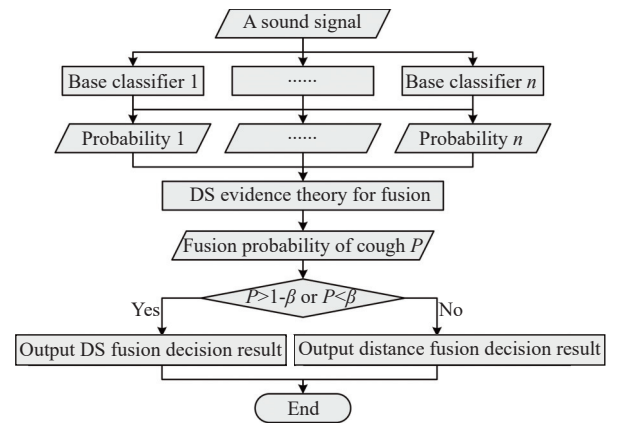 A sound signal
Base classifier 1
······
Base classifier n
Probability 1
······
Probability n
DS evidence theory for fusion
Fusion probability of cough P
P>1-β or P<β
Yes
No
Output DS fusion decision result
Output distance fusion decision result
End